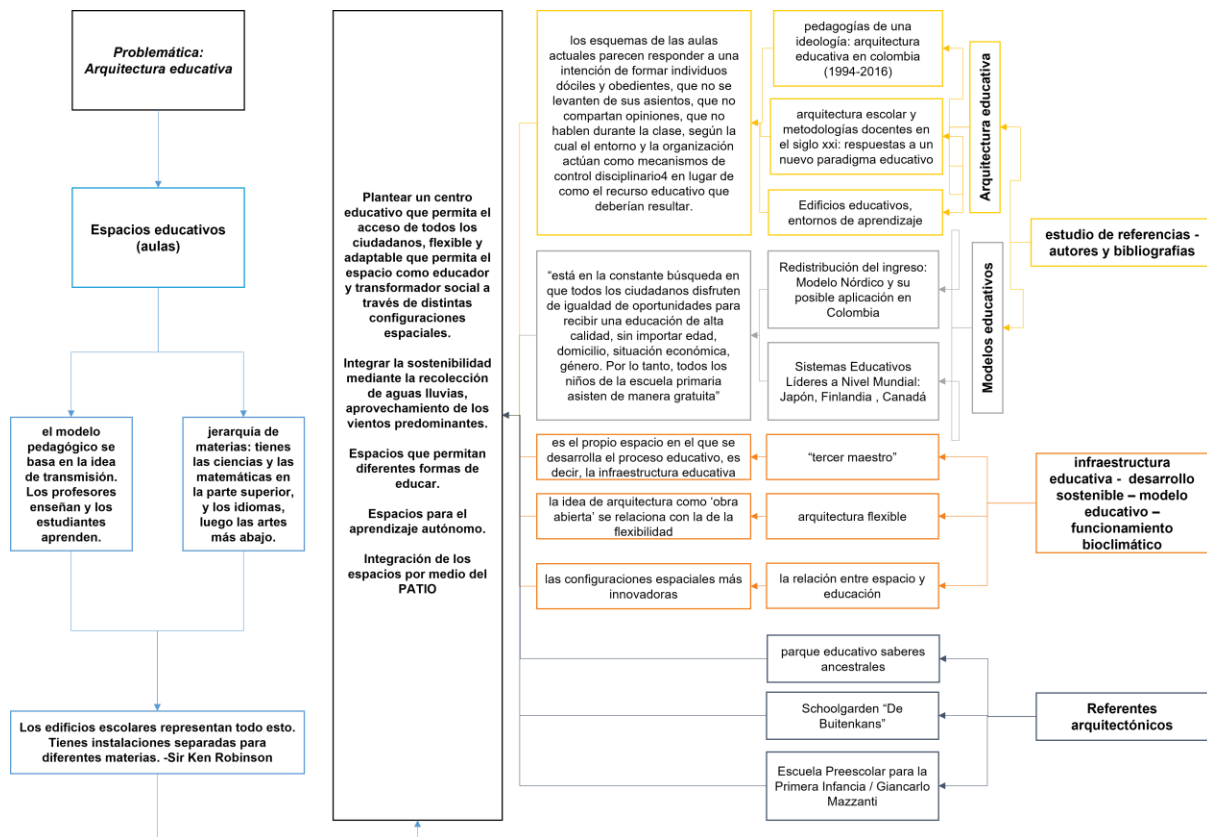 Problemática:
Arquitectura educativa
Espacios educativos
(aulas)
el modelo
pedagógico se
basa en la idea
de transmisión.
Los profesores
enseñan y los
estudiantes
aprenden.
jerarquía de
materias: tienes
las ciencias y las
matemáticas en
la parte superior,
y los idiomas,
luego las artes
más abajo.
Los edificios escolares representan todo esto.
Tienes instalaciones separadas para
diferentes materias. -Sir Ken Robinson
Plantear un centro
educativo que permita el
acceso de todos los
ciudadanos, flexible y
adaptable que permita el
espacio como educador
y transformador social a
través de distintas
configuraciones
espaciales.
Integrar la sostenibilidad
mediante la recolección
de aguas lluvias,
aprovechamiento de los
vientos predominantes.
Espacios que permitan
diferentes formas de
educar.
Espacios para el
aprendizaje autónomo.
Integración de los
espacios por medio del
PATIO
los esquemas de las aulas
actuales parecen responder a una
intención de formar individuos
dóciles y obedientes, que no se
levanten de sus asientos, que no
compartan opiniones, que no
hablen durante la clase, según la
cual el entorno y la organización
actúan como mecanismos de
control disciplinario4 en lugar de
como el recurso educativo que
deberían resultar.
“está en la constante búsqueda en
que todos los ciudadanos disfruten
de igualdad de oportunidades para
recibir una educación de alta
calidad, sin importar edad,
domicilio, situación económica,
género. Por lo tanto, todos los
niños de la escuela primaria
asisten de manera gratuita”
es el propio espacio en el que se
desarrolla el proceso educativo, es
decir, la infraestructura educativa
la idea de arquitectura como ‘obra
abierta’ se relaciona con la de la
flexibilidad
las configuraciones espaciales más
innovadoras
pedagogías de una
ideología: arquitectura
educativa en colombia
(1994-2016)
arquitectura escolar y
metodologías docentes en
el siglo xxi: respuestas a un
nuevo paradigma educativo
Edificios educativos,
entornos de aprendizaje
Redistribución del ingreso:
Modelo Nórdico y su
posible aplicación en
Colombia
Sistemas Educativos
Líderes a Nivel Mundial:
Japón, Finlandia , Canadá
“tercer maestro”
arquitectura flexible
la relación entre espacio y
educación
parque educativo saberes
ancestrales
Schoolgarden “De
Buitenkans”
Escuela Preescolar para la
Primera Infancia / Giancarlo
Mazzanti
Arquitectura educativa
Modelos educativos
estudio de referencias -
autores y bibliografías
infraestructura
educativa - desarrollo
sostenible – modelo
educativo –
funcionamiento
bioclimático
Referentes
arquitectónicos